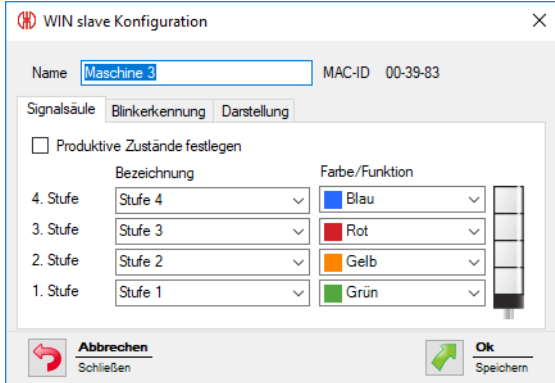 WIN slave Konfiguration
Name Maschine 3 MAC-ID 00-39-83
Signalsäule Blinkerkennung Darstellung
Produktive Zustände festlegen
Bezeichnung Farbe/Funktion
4. Stufe Stufe 4 Blau
3. Stufe Stufe 3 Rot
2. Stufe Stufe 2 Gelb
1. Stufe Stufe 1 Grün
Abbrechen Ok
Schließen Speichern